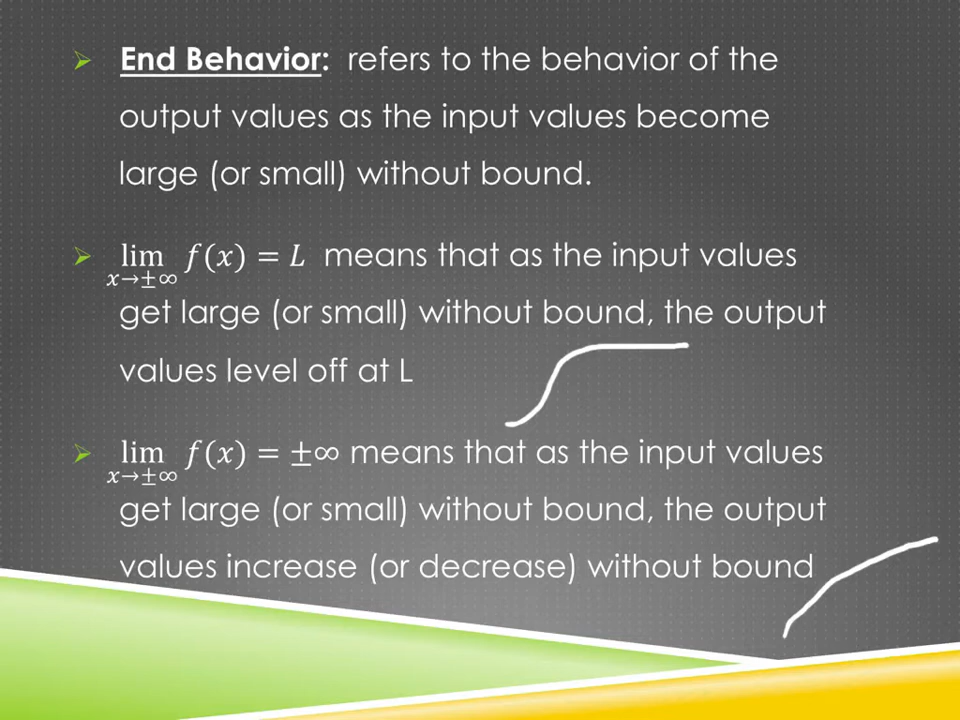 End Behavior: refers to the behavior of the
output values as the input values become
large (or small) without bound.
lim x→±∞ f(x) = L means that as the input values
get large (or small) without bound, the output
values level off at L
lim x→±∞ f(x) = ±∞ means that as the input values
get large (or small) without bound, the output
values increase (or decrease) without bound